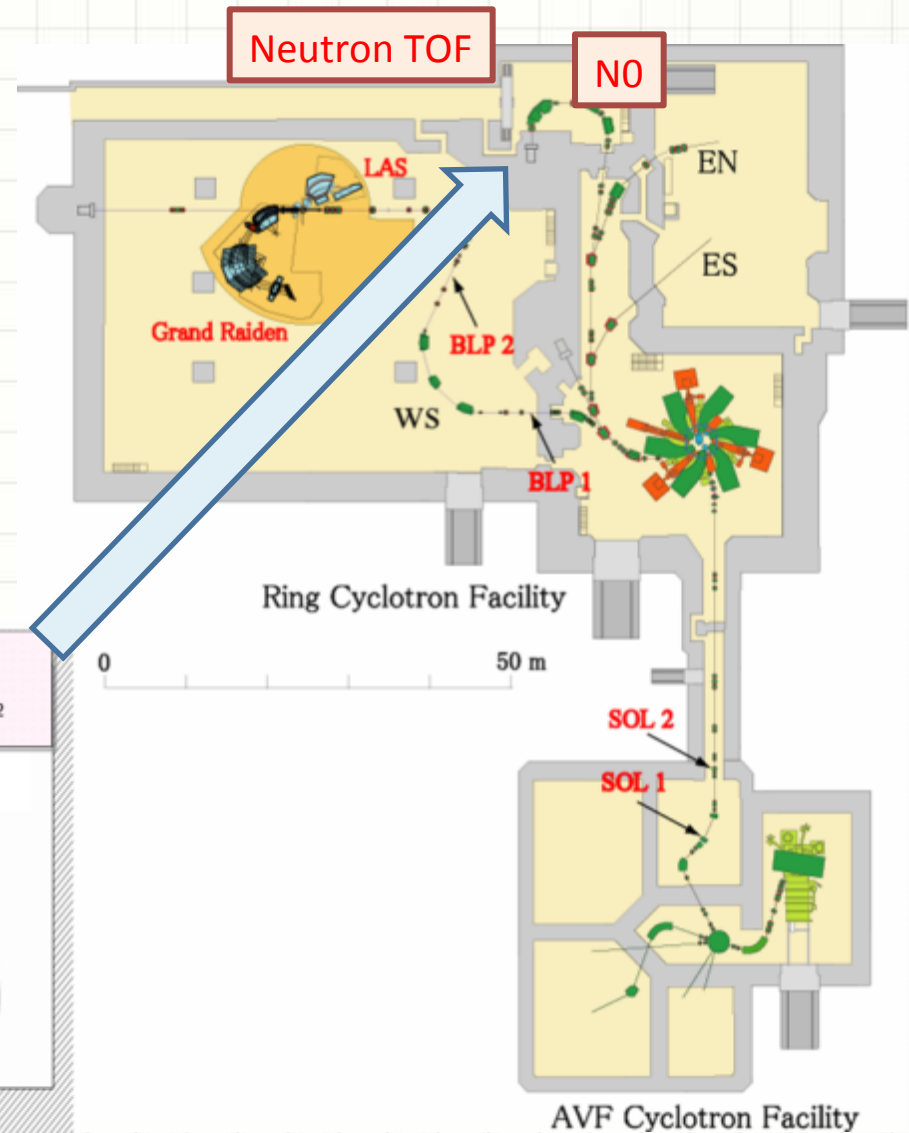 Neutron TOF
N0
LAS
EN
ES
Grand Raiden
BLP 2
WS
BLP 1
Ring Cyclotron Facility
0
50 m
2
SOL 2
SOL 1
AVF Cyclotron Facility